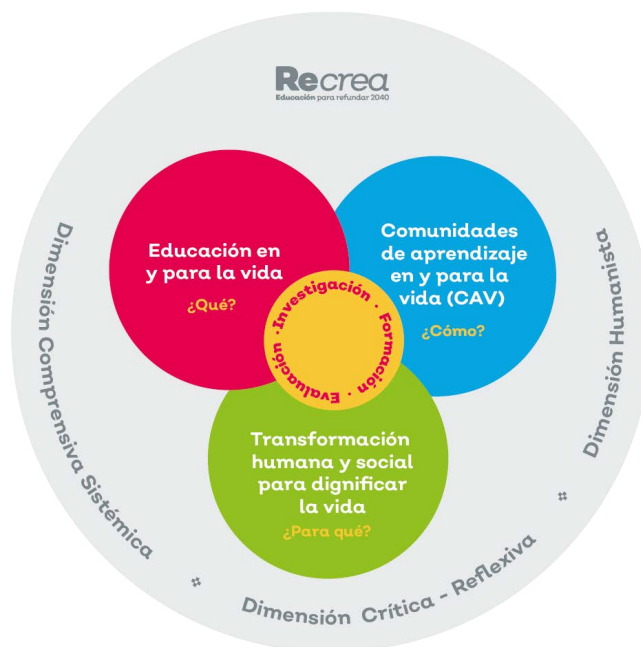 Recrea
Educación para refundar 2040
Educación en
y para la vida
¿Qué?
Comunidades
de aprendizaje
en y para la
vida (CAV)
¿Cómo?
·Investigación · Formación · Evaluación
Transformación
humana y social
para dignificar
la vida
¿Para qué?
Dimensión Comprensiva Sistémica
Dimensión Crítica - Reflexiva
Dimensión Humanista